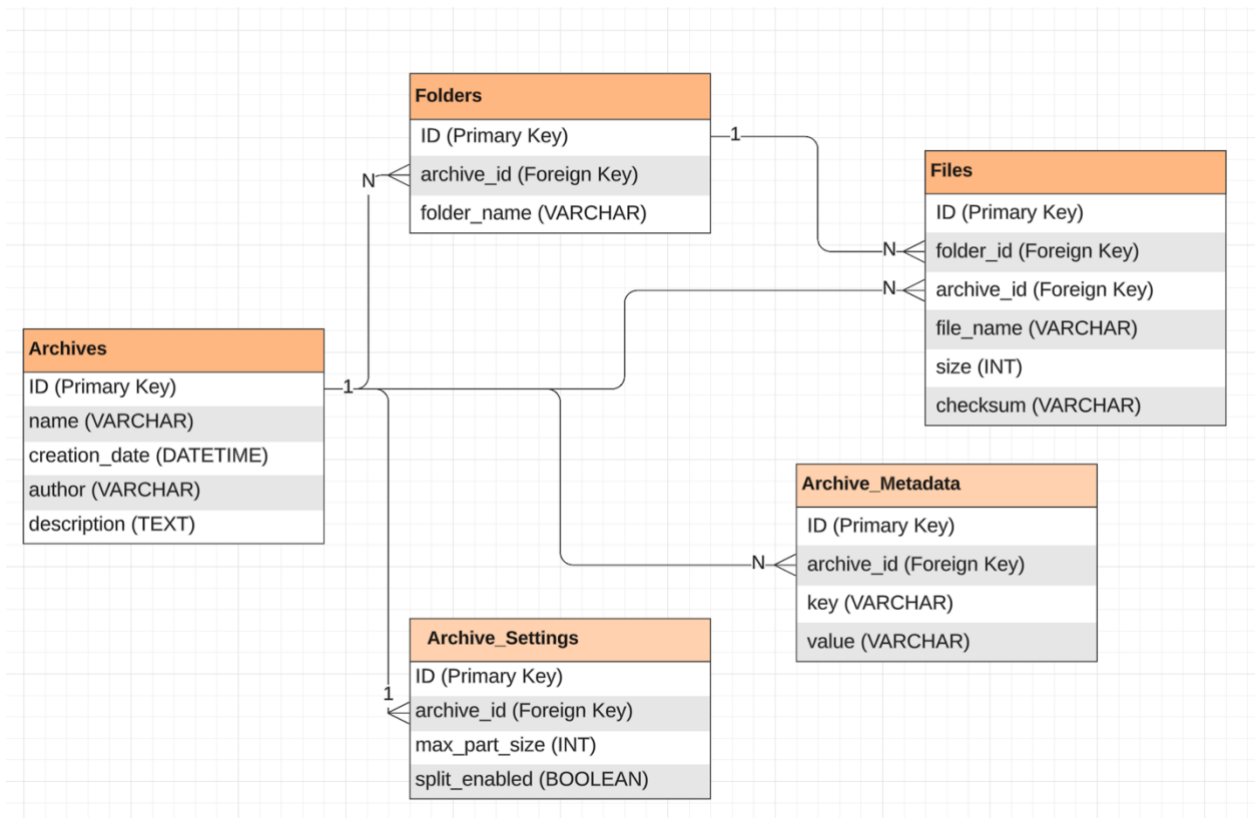 Folders
ID (Primary Key)
archive_id (Foreign Key)
folder_name (VARCHAR)
1
N
Files
ID (Primary Key)
folder_id (Foreign Key)
archive_id (Foreign Key)
file_name (VARCHAR)
size (INT)
checksum (VARCHAR)
N
N
Archives
ID (Primary Key)
name (VARCHAR)
creation_date (DATETIME)
author (VARCHAR)
description (TEXT)
1
Archive_Metadata
ID (Primary Key)
archive_id (Foreign Key)
key (VARCHAR)
value (VARCHAR)
N
Archive_Settings
ID (Primary Key)
archive_id (Foreign Key)
max_part_size (INT)
split_enabled (BOOLEAN)
1